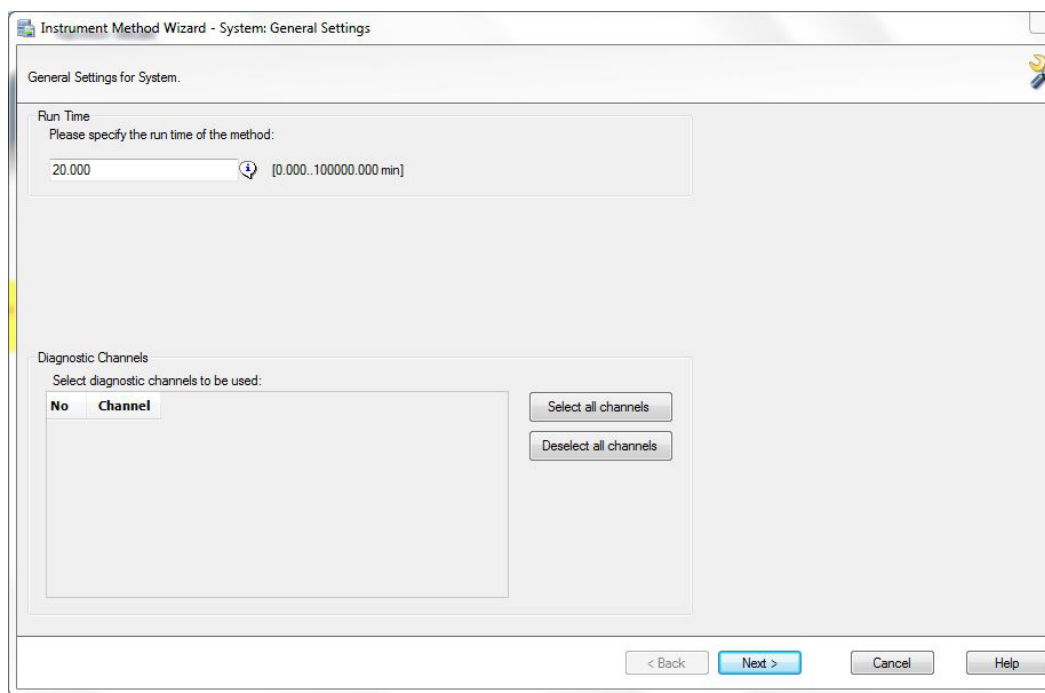 Instrument Method Wizard - System: General Settings
General Settings for System.
Run Time
Please specify the run time of the method:
20.000 [0.000..100000.000 min]
Diagnostic Channels
Select diagnostic channels to be used:
No Channel
Select all channels
Deselect all channels
< Back Next > Cancel Help